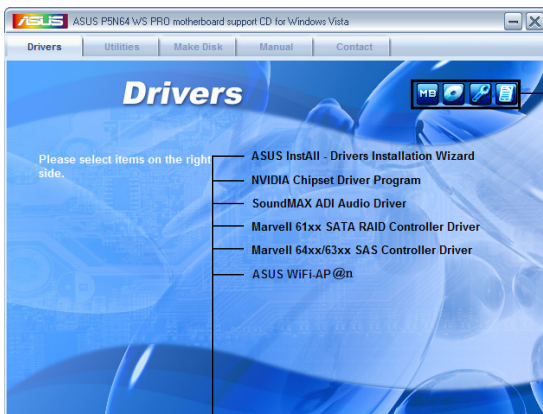 ASUS ASUS P5N64 WS PRO motherboard support CD for Windows Vista
Drivers Utilities Make Disk Manual Contact
Drivers
MB
Please select items on the right
side.
ASUS InstAll - Drivers Installation Wizard
NVIDIA Chipset Driver Program
SoundMAX ADI Audio Driver
Marvell 61xx SATA RAID Controller Driver
Marvell 64xx/63xx SAS Controller Driver
ASUS WiFi-AP @n